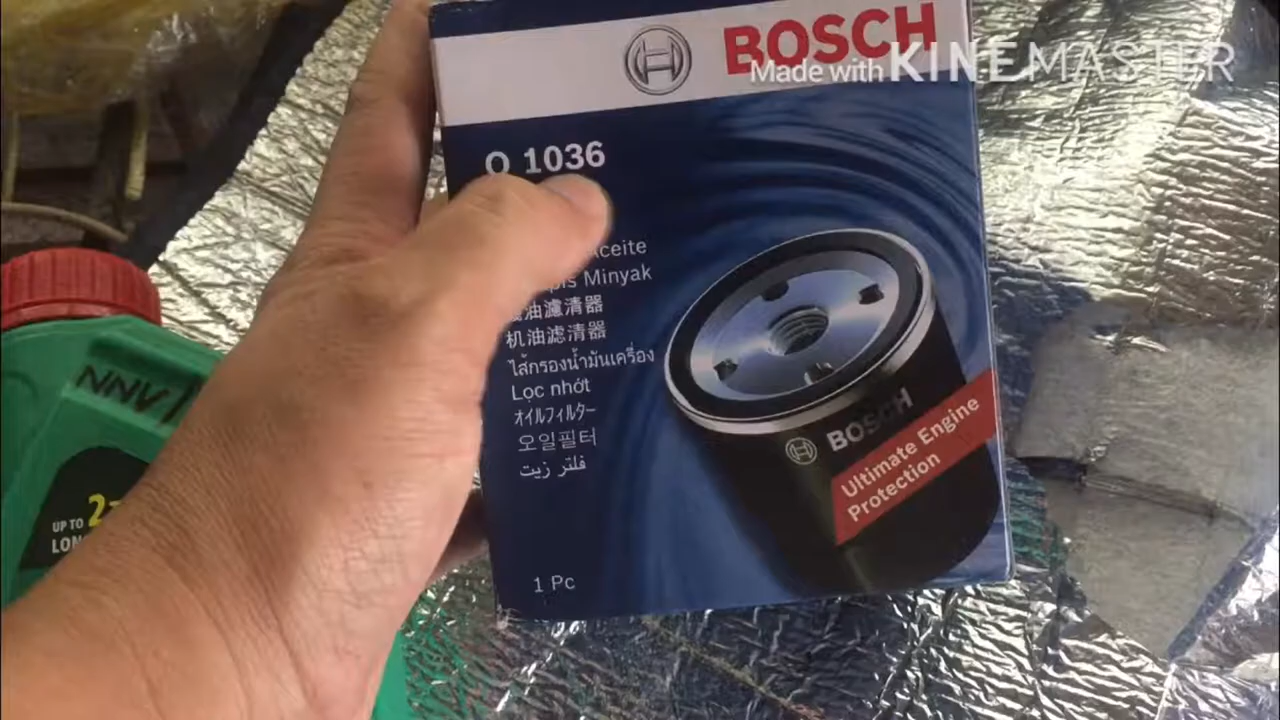 BOSCH
Made with KINEMASTER
O 1036
Aceite
Minyak
油濾清器
机油滤清器
ไส้กรองน้ำมันเครื่อง
Lọc nhớt
オイルフィルター
오일필터
فلتر زيت
1 Pc
BOSCH
Ultimate Engine
Protection
NNV
UP TO
LON